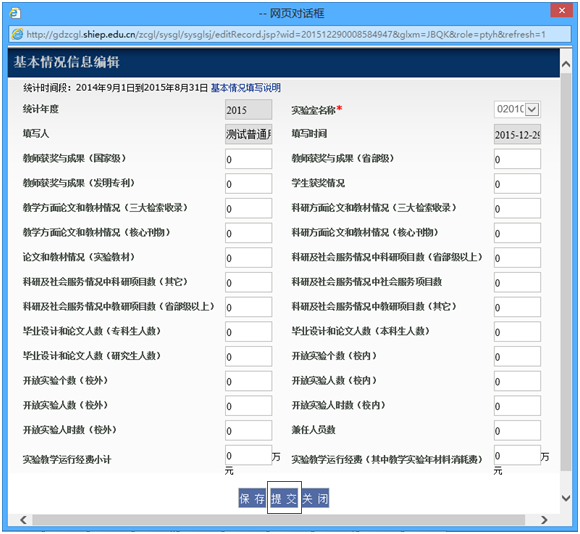 -- 网页对话框
http://gdzcgl.shiep.edu.cn/zcgl/sysgl/sysglsj/editRecord.jsp?wid=201512290008584947&glxm=JBQK&role=ptyh&refresh=1
基本情况信息编辑
统计时间段：2014年9月1日到2015年8月31日 基本情况填写说明
统计年度 2015 实验室名称* 0201
填写人 测试普通 填写时间 2015-12-29
教师获奖与成果（国家级） 0 教师获奖与成果（省部级） 0
教师获奖与成果（发明专利） 0 学生获奖情况 0
教学方面论文和教材情况（三大检索收录） 0 科研方面论文和教材情况（三大检索收录） 0
教学方面论文和教材情况（核心刊物） 0 科研方面论文和教材情况（核心刊物） 0
论文和教材情况（实验教材） 0 科研及社会服务情况中科研项目数（省部级以上） 0
科研及社会服务情况中科研项目数（其它） 0 科研及社会服务情况中社会服务项目数 0
科研及社会服务情况中教研项目数（省部级以上） 0 科研及社会服务情况中教研项目数（其它） 0
毕业设计和论文人数（专科生人数） 0 毕业设计和论文人数（本科生人数） 0
毕业设计和论文人数（研究生人数） 0 开放实验个数（校内） 0
开放实验个数（校外） 0 开放实验人数（校内） 0
开放实验人数（校外） 0 开放实验人时数（校内） 0
开放实验人时数（校外） 0 兼任人员数 0
实验教学运行经费小计 0 万元 实验教学运行经费（其中教学实验年材料消耗费） 0 万元
保 存 提 交 关 闭